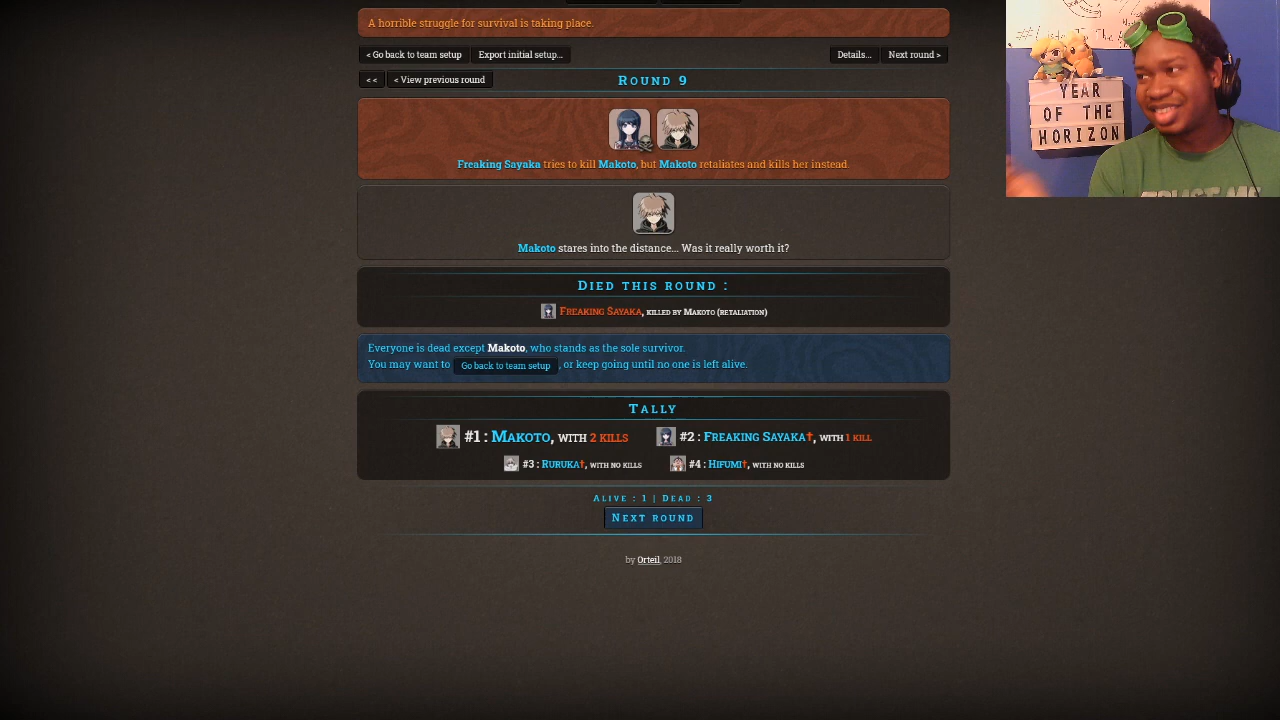 A horrible struggle for survival is taking place.
< Go back to team setup
Export initial setup...
Details...
Next round >
< <
< View previous round
Round 9
Freaking Sayaka tries to kill Makoto, but Makoto retaliates and kills her instead.
Makoto stares into the distance... Was it really worth it?
Died this round :
Freaking Sayaka, killed by Makoto (retaliation)
Everyone is dead except Makoto, who stands as the sole survivor.
You may want to Go back to team setup, or keep going until no one is left alive.
Tally
#1 : Makoto, with 2 kills
#2 : Freaking Sayaka†, with 1 kill
#3 : Ruruka†, with no kills
#4 : Hifumi†, with no kills
Alive : 1 | Dead : 3
Next round
by Orteil, 2018
YEAR
OF THE
HORIZON
TRUST ME